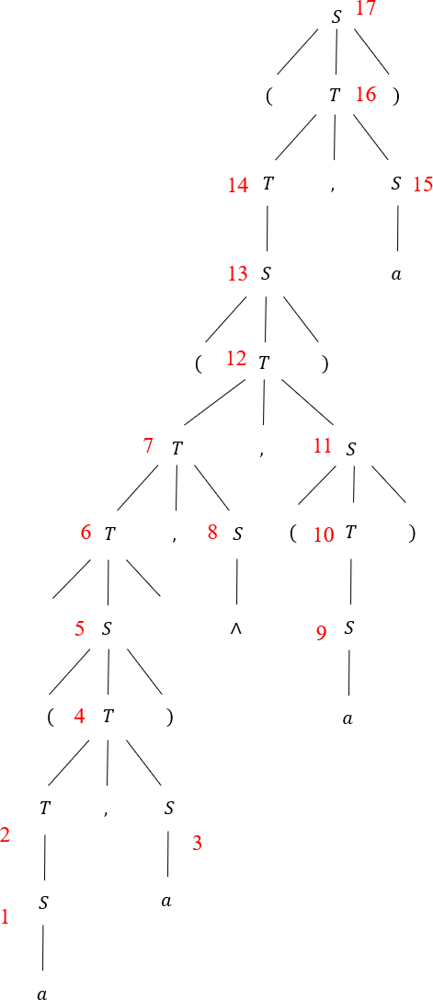 S 17
( T 16 )
14 T , S 15
13 S a
( 12 T )
7 T , 11 S
6 T , 8 S ( 10 T )
5 S ^ 9 S
( 4 T ) a
T , S
2 3
S a
1
a